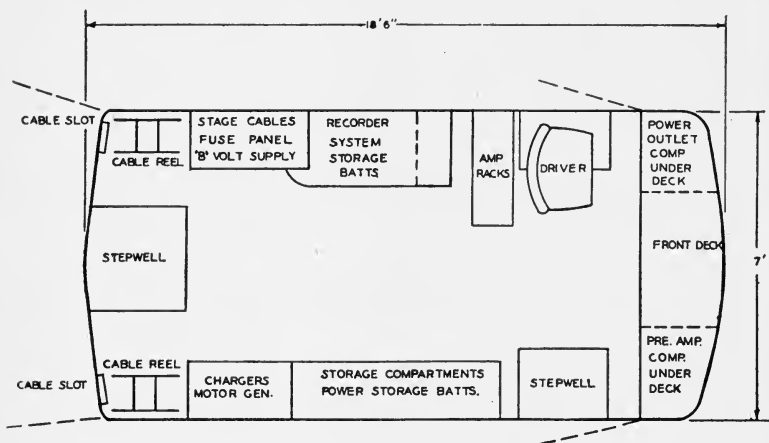 18'6"
CABLE SLOT
CABLE REEL
STAGE CABLES
FUSE PANEL
'B' VOLT SUPPLY
RECORDER
SYSTEM
STORAGE
BATTS.
AMP
RACKS
DRIVER
POWER
OUTLET
COMP
UNDER
DECK
STEPWELL
FRONT DECK
7'
CABLE REEL
CABLE SLOT
CHARGERS
MOTOR GEN.
STORAGE COMPARTMENTS
POWER STORAGE BATTS.
STEPWELL
PRE. AMP.
COMP.
UNDER
DECK